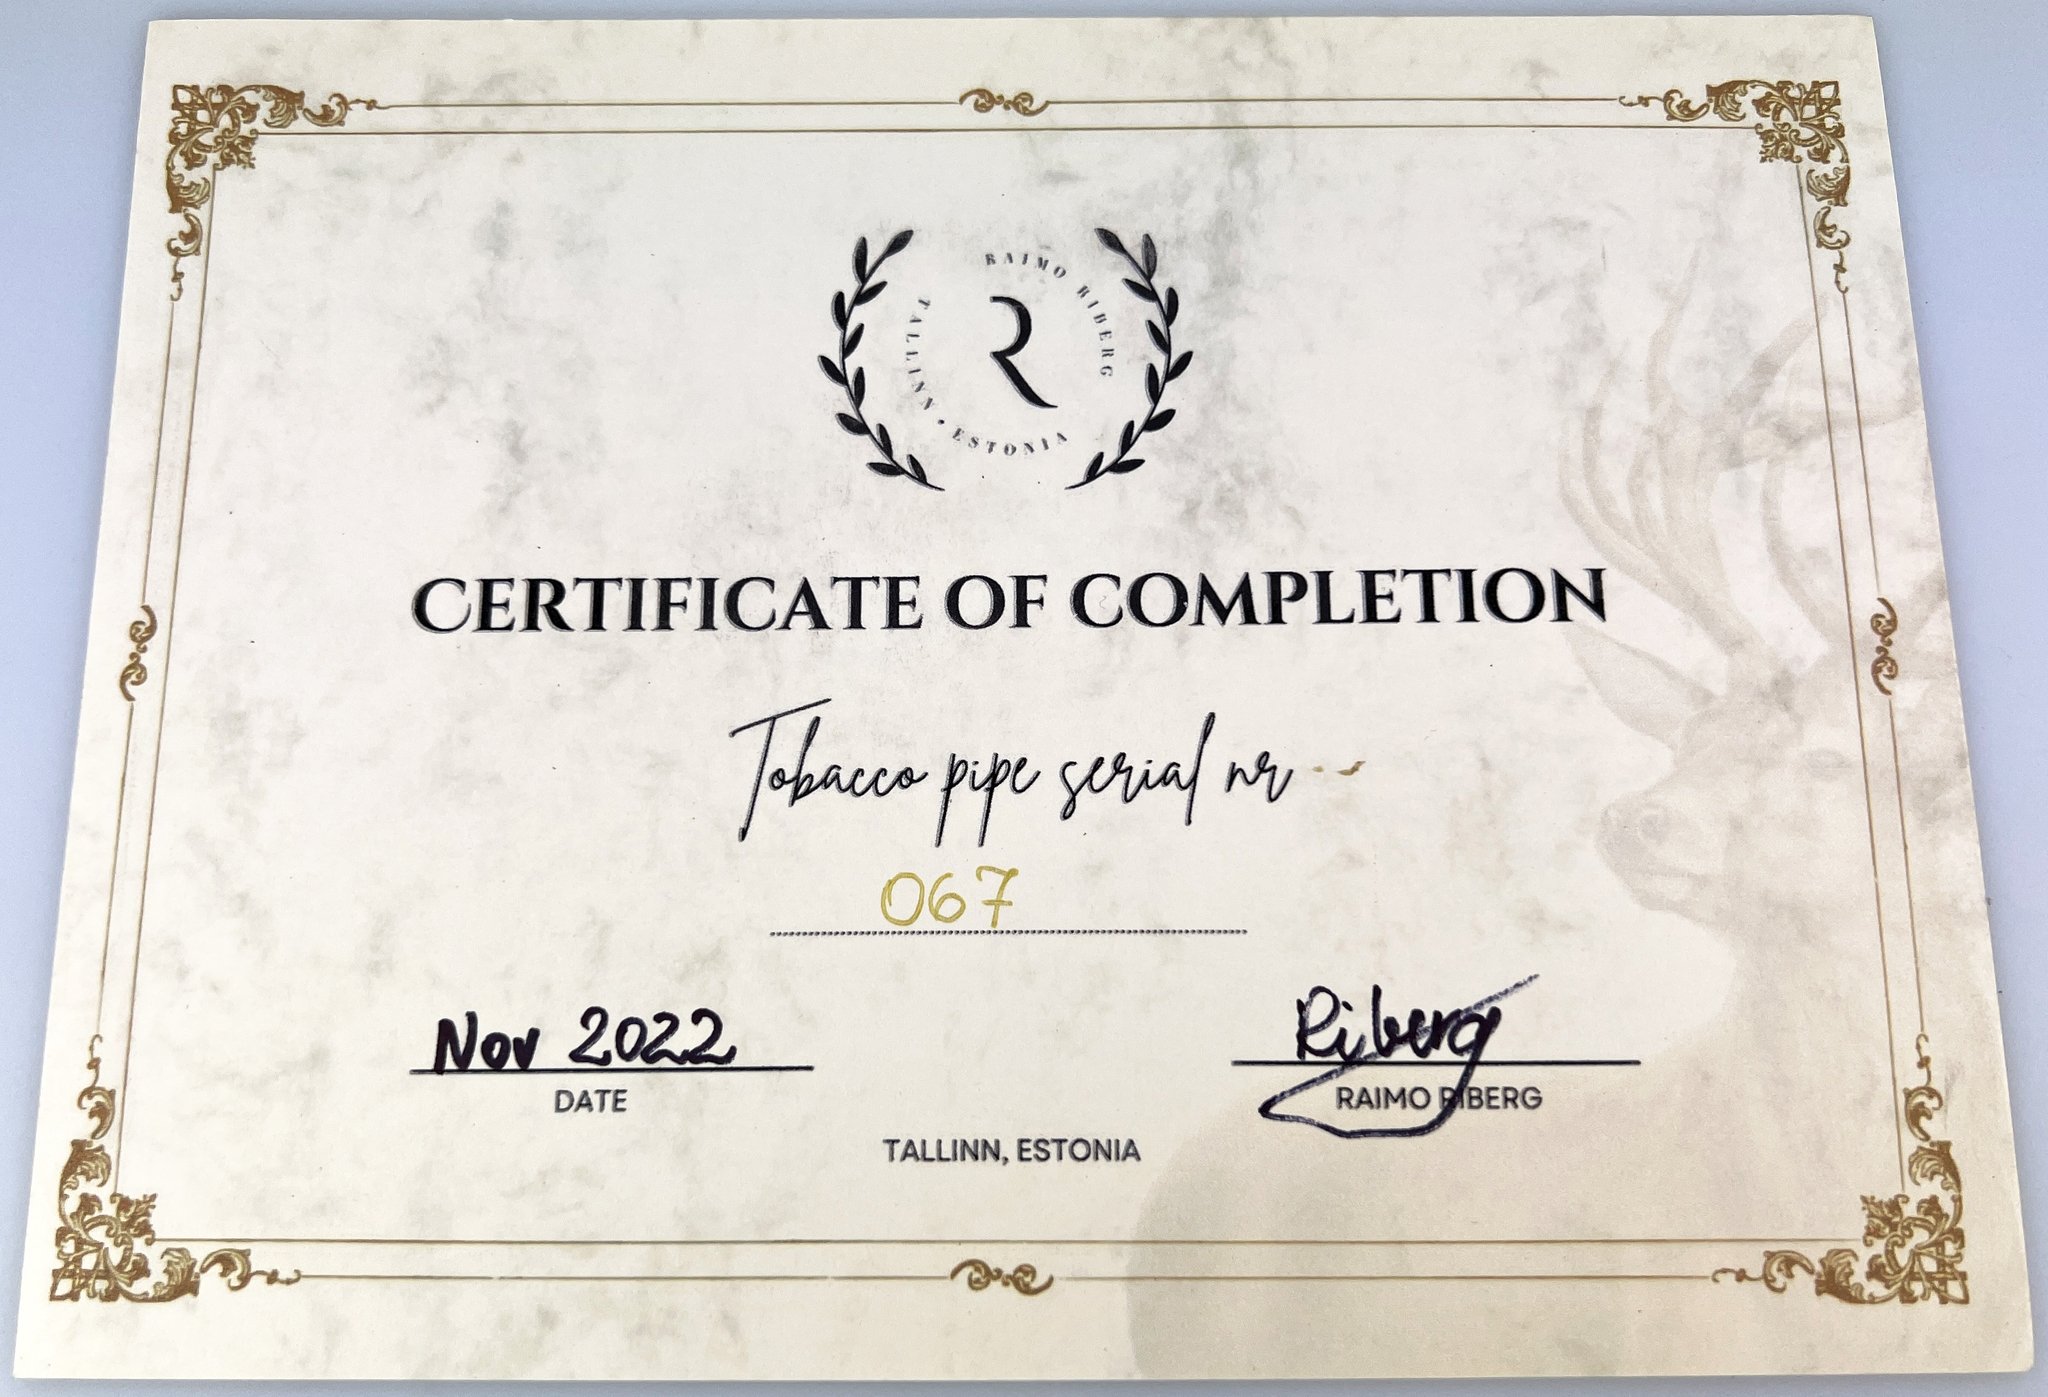 RAIMO RIBERG
TALLINN • ESTONIA
R
CERTIFICATE OF COMPLETION
Tobacco pipe serial nr
067
Nov 2022
DATE
Riberg
RAIMO RIBERG
TALLINN, ESTONIA